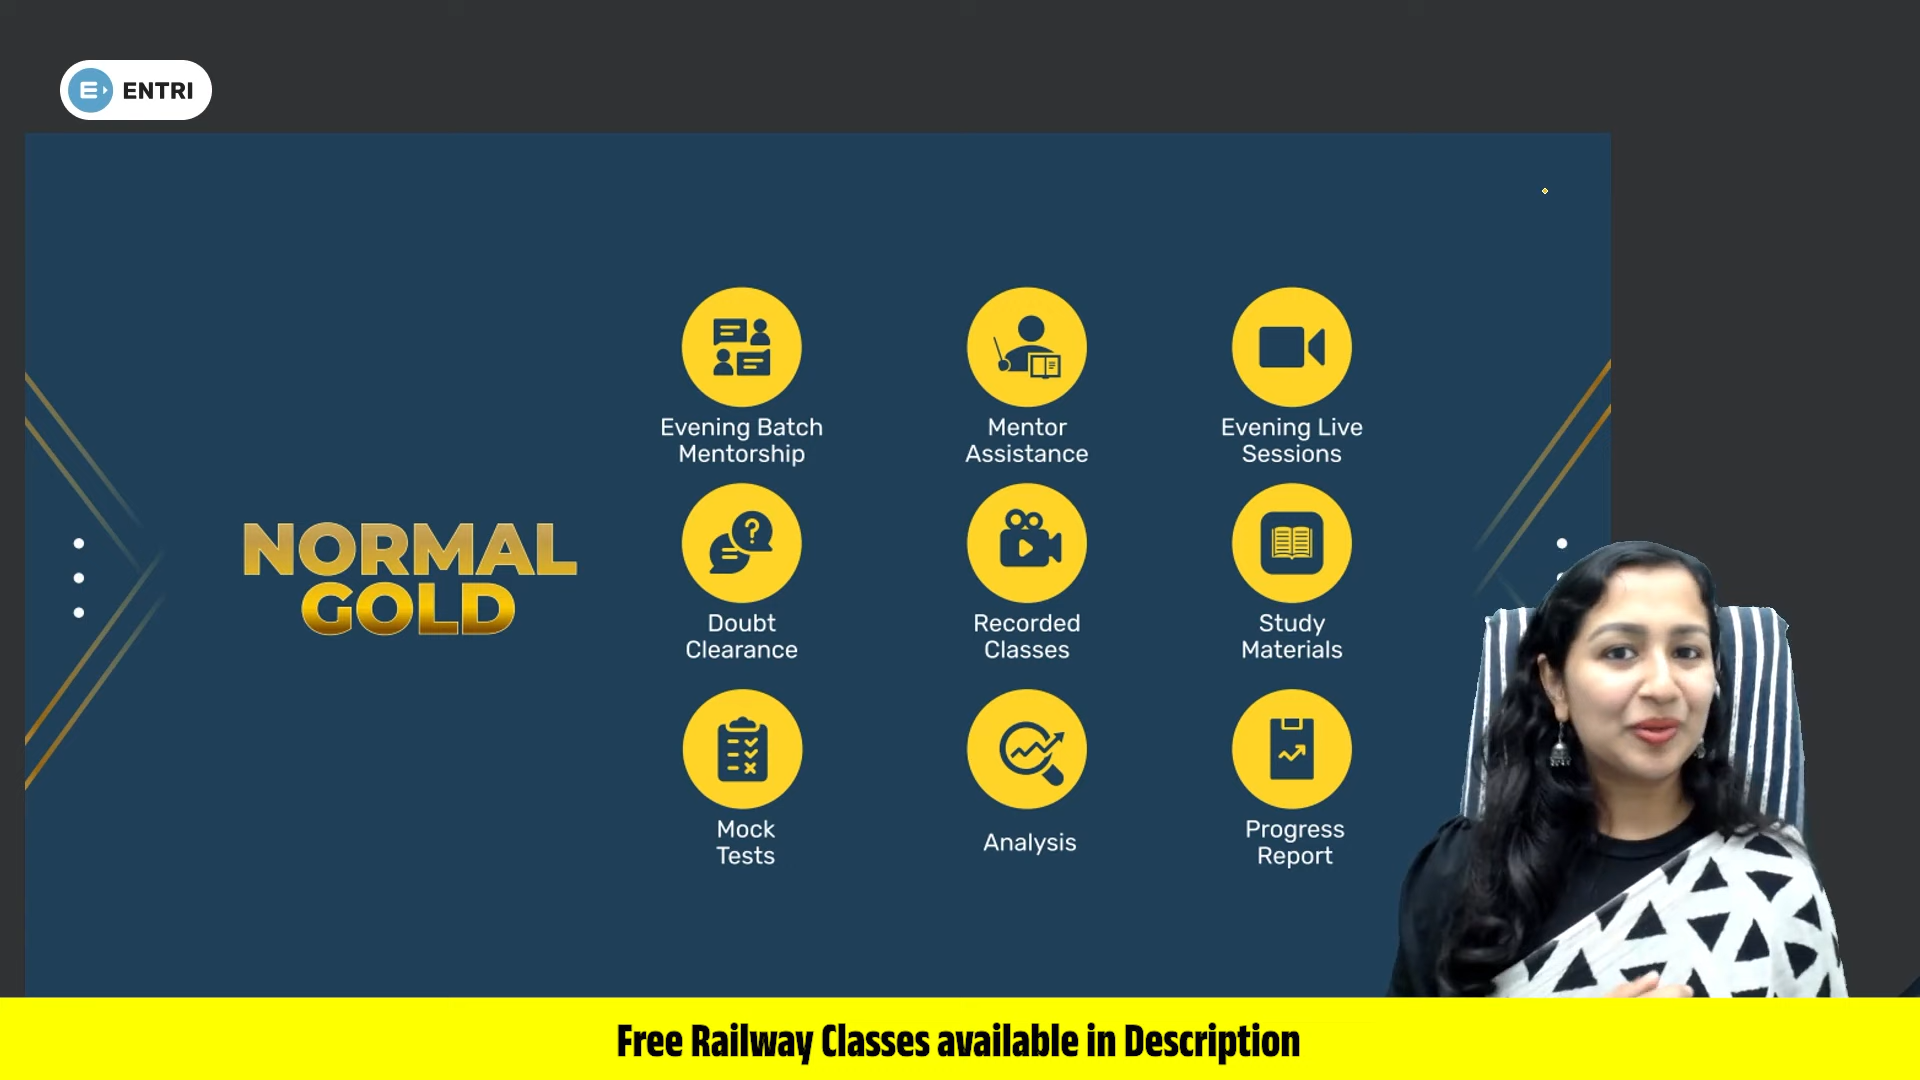 ENTRI
NORMAL
GOLD
Evening Batch
Mentorship
Mentor
Assistance
Evening Live
Sessions
Doubt
Clearance
Recorded
Classes
Study
Materials
Mock
Tests
Analysis
Progress
Report
Free Railway Classes available in Description